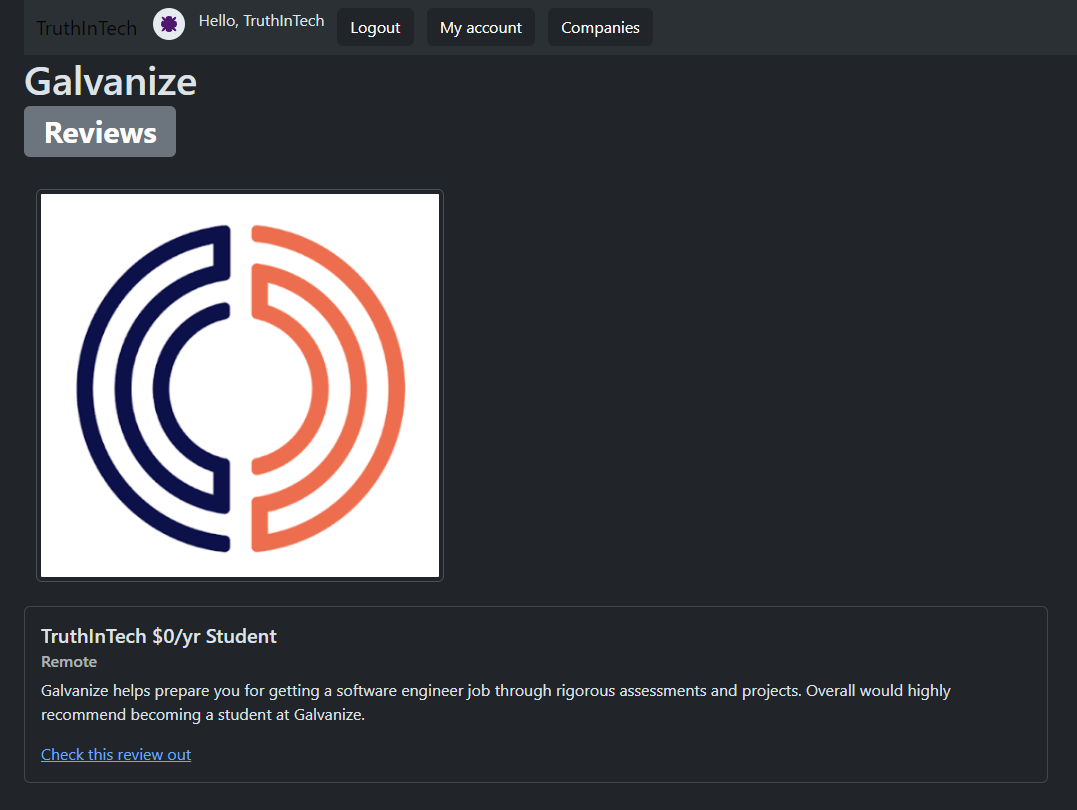 TruthInTech Hello, TruthInTech Logout My account Companies
Galvanize
Reviews
TruthInTech $0/yr Student
Remote
Galvanize helps prepare you for getting a software engineer job through rigorous assessments and projects. Overall would highly
recommend becoming a student at Galvanize.
Check this review out